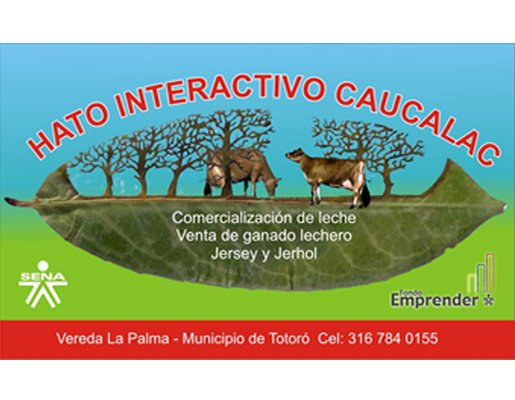 HATO INTERACTIVO CAUCALAC
Comercialización de leche
Venta de ganado lechero
Jersey y Jerhol
SENA
Fondo
Emprender
Vereda La Palma - Municipio de Totoró Cel: 316 784 0155